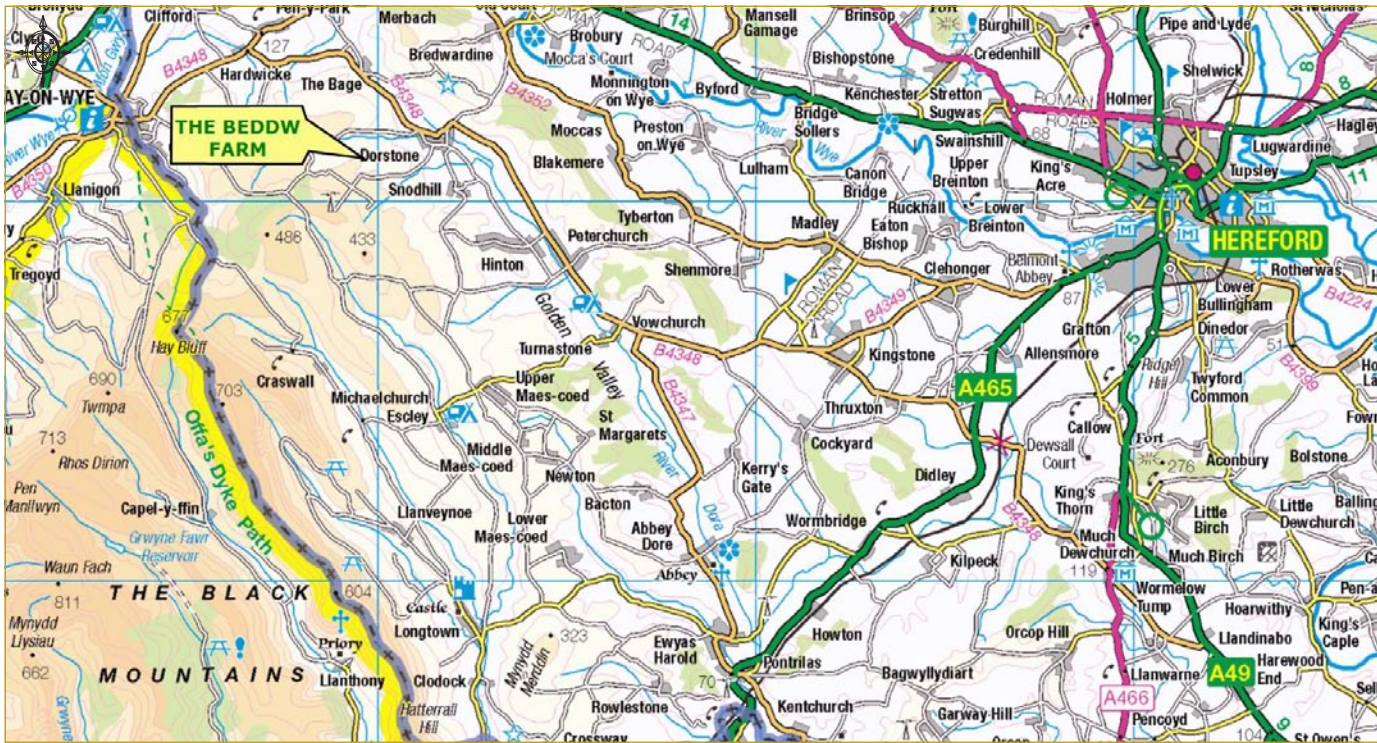 Clifford
Pen-y-Park
Merbach
ROMAN
14
Mansell
Gamage
Brinsop
Burghill
Pipe and Lyde
127
Bredwardine
Brobury
ROAD
Credenhill
B4348
Mocca's Court
Bishopstone
Shelwick
8
8
Hardwicke
The Bage
Monnington
on Wye
Byford
Kenchester
Stretton
Sugwas
ROMAN
ROAD
Holmer
AY-ON-WYE
B4348
B4352
68
Hagley
River Wye
THE BEDDW
FARM
Moccas
Preston
on Wye
River
Wye
Bridge
Sollers
Swainshill
Lugwardine
Dorstone
Blakemere
Lulham
Upper
Breinton
King's
Acre
Tupsley
11
B4350
Llanigon
Snodhill
Canon
Bridge
Tyberton
Madley
Ruckhall
Eaton
Bishop
Lower
Breinton
486
433
Peterchurch
HEREFORD
Tregoyd
Hinton
Shenmore
ROMAN
ROAD
Clehonger
Belmont
Abbey
Rotherwas
Golden
Valley
B4349
87
Lower
Bullingham
B4224
677
Vowchurch
Grafton
Dinedor
51
Hay Bluff
Turnastone
B4348
Kingstone
Allensmore
5
Ridge
Hill
690
Twmpa
Craswall
703
Upper
Maes-coed
B4347
A465
Twyford
Common
B4399
Michaelchurch
Escley
St
Margarets
Thruxton
Callow
713
Rhos Dirion
Offa's Dyke Path
Middle
Maes-coed
Cockyard
Dewsall
Court
Fort
276
Aconbury
Bolstone
Pen
Manllwyn
Newton
River
Dora
Kerry's
Gate
Didley
Capel-y-ffin
Llanveynoe
Bacton
King's
Thorn
Little
Birch
Little
Dewchurch
Grwyne Fawr
Reservoir
Lower
Maes-coed
Abbey
Dore
Wormbridge
B4348
Much
Dewchurch
Much Birch
Waun Fach
Abbey
Kilpeck
119
811
THE BLACK
MOUNTAINS
604
Castle
Wormelow
Tump
Hoarwithy
Mynydd
Llysiau
662
Priory
Longtown
323
Ewyas
Harold
Howton
Orcop Hill
Llandinabo
King's
Caple
Llanthony
Mynydd
Merddin
Pontrilas
Bagwyllydiart
Llanwarne
A49
Harewood
End
Clodock
70
A466
Hatterrall
Hill
Rowlestone
Kentchurch
Garway Hill
Pencoyd
Crossway
104
9
St Owen's